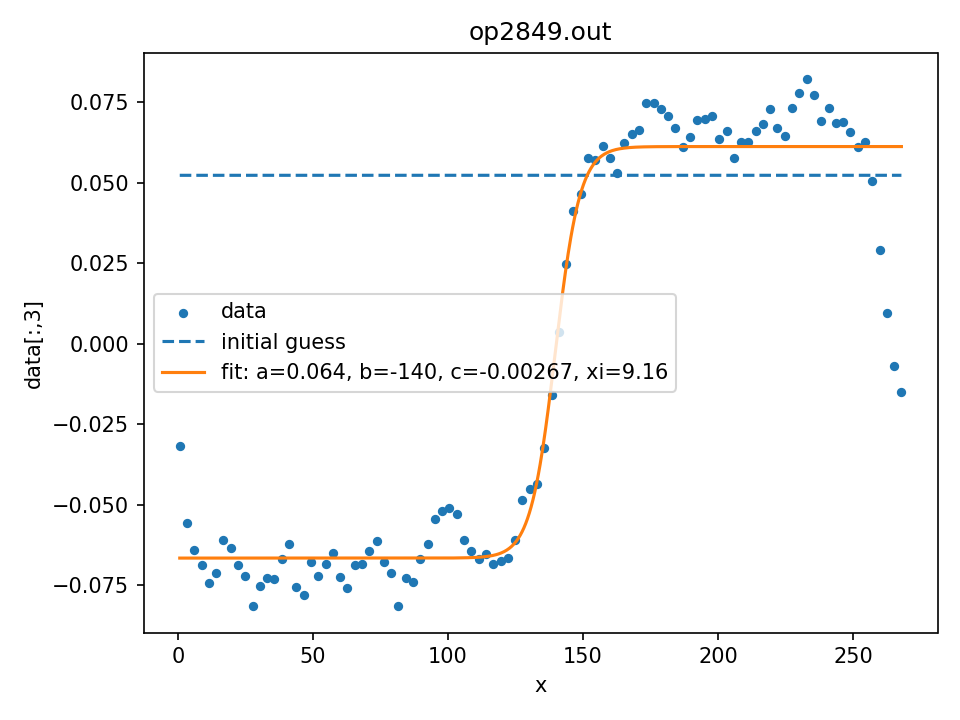 op2849.out
data[:,3]
0.075
0.050
0.025
0.000
−0.025
−0.050
−0.075
data
initial guess
fit: a=0.064, b=-140, c=-0.00267, xi=9.16
0 50 100 150 200 250
x